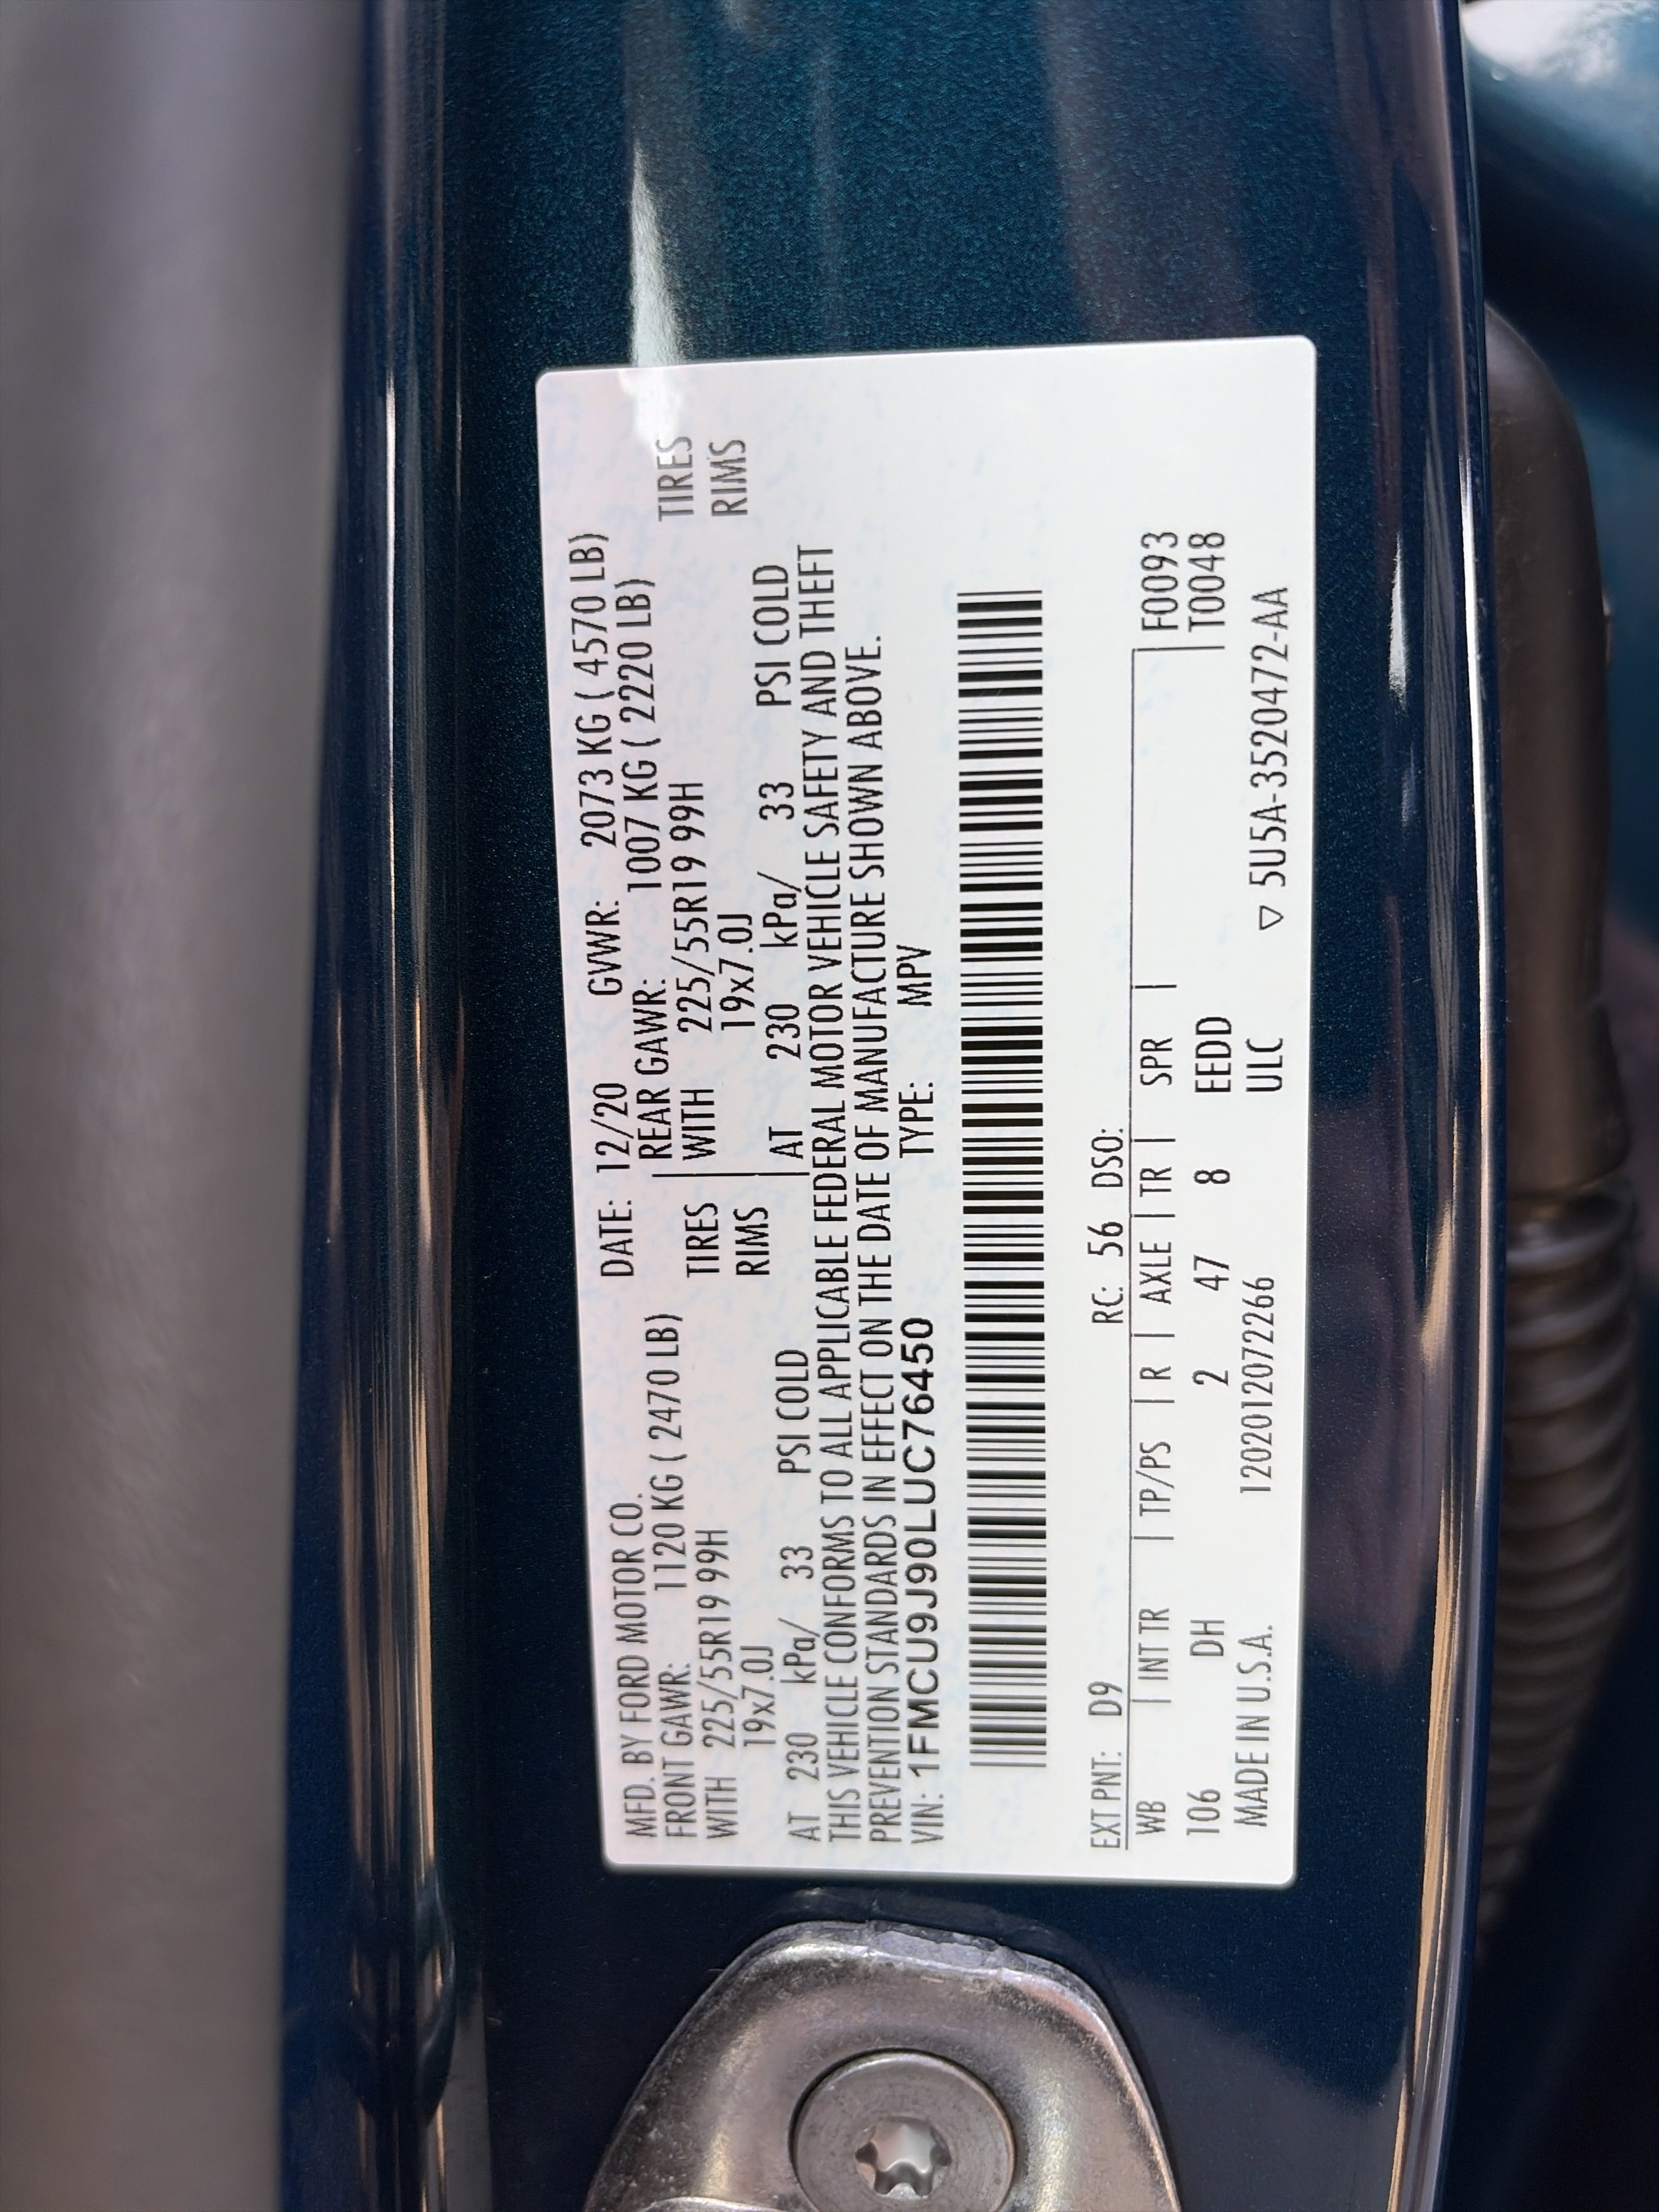 MFD. BY FORD MOTOR CO. DATE: 12/20 GVWR: 2073 KG ( 4570 LB)
FRONT GAWR: 1120 KG ( 2470 LB) REAR GAWR: 1007 KG ( 2220 LB)
WITH 225/55R19 99H TIRES WITH 225/55R19 99H TIRES
19x7.0J RIMS 19x7.0J RIMS
AT 230 kPa/ 33 PSI COLD AT 230 kPa/ 33 PSI COLD
THIS VEHICLE CONFORMS TO ALL APPLICABLE FEDERAL MOTOR VEHICLE SAFETY AND THEFT
PREVENTION STANDARDS IN EFFECT ON THE DATE OF MANUFACTURE SHOWN ABOVE.
VIN: 1FMCU9J90LUC76450 TYPE: MPV
EXT PNT: D9 RC: 56 DSO:
WB | INT TR | TP/PS | R | AXLE | TR | SPR | F0093
106 DH 2 47 8 EEDD T0048
MADE IN U.S.A. 1202012072266 ULC ▽ 5U5A-3520472-AA